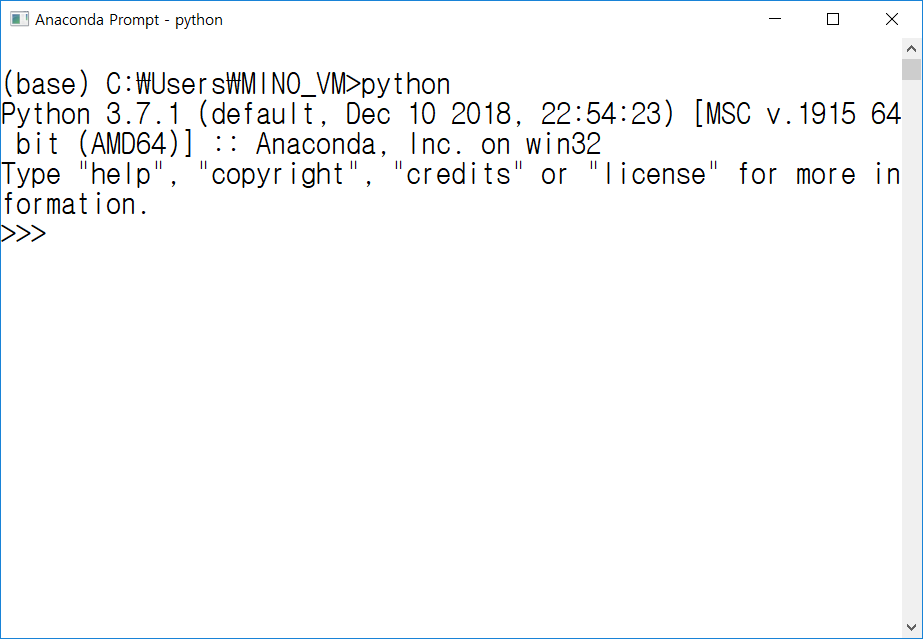 Anaconda Prompt - python
(base) C:₩Users₩MINO_VM>python
Python 3.7.1 (default, Dec 10 2018, 22:54:23) [MSC v.1915 64
 bit (AMD64)] :: Anaconda, Inc. on win32
Type "help", "copyright", "credits" or "license" for more in
formation.
>>>